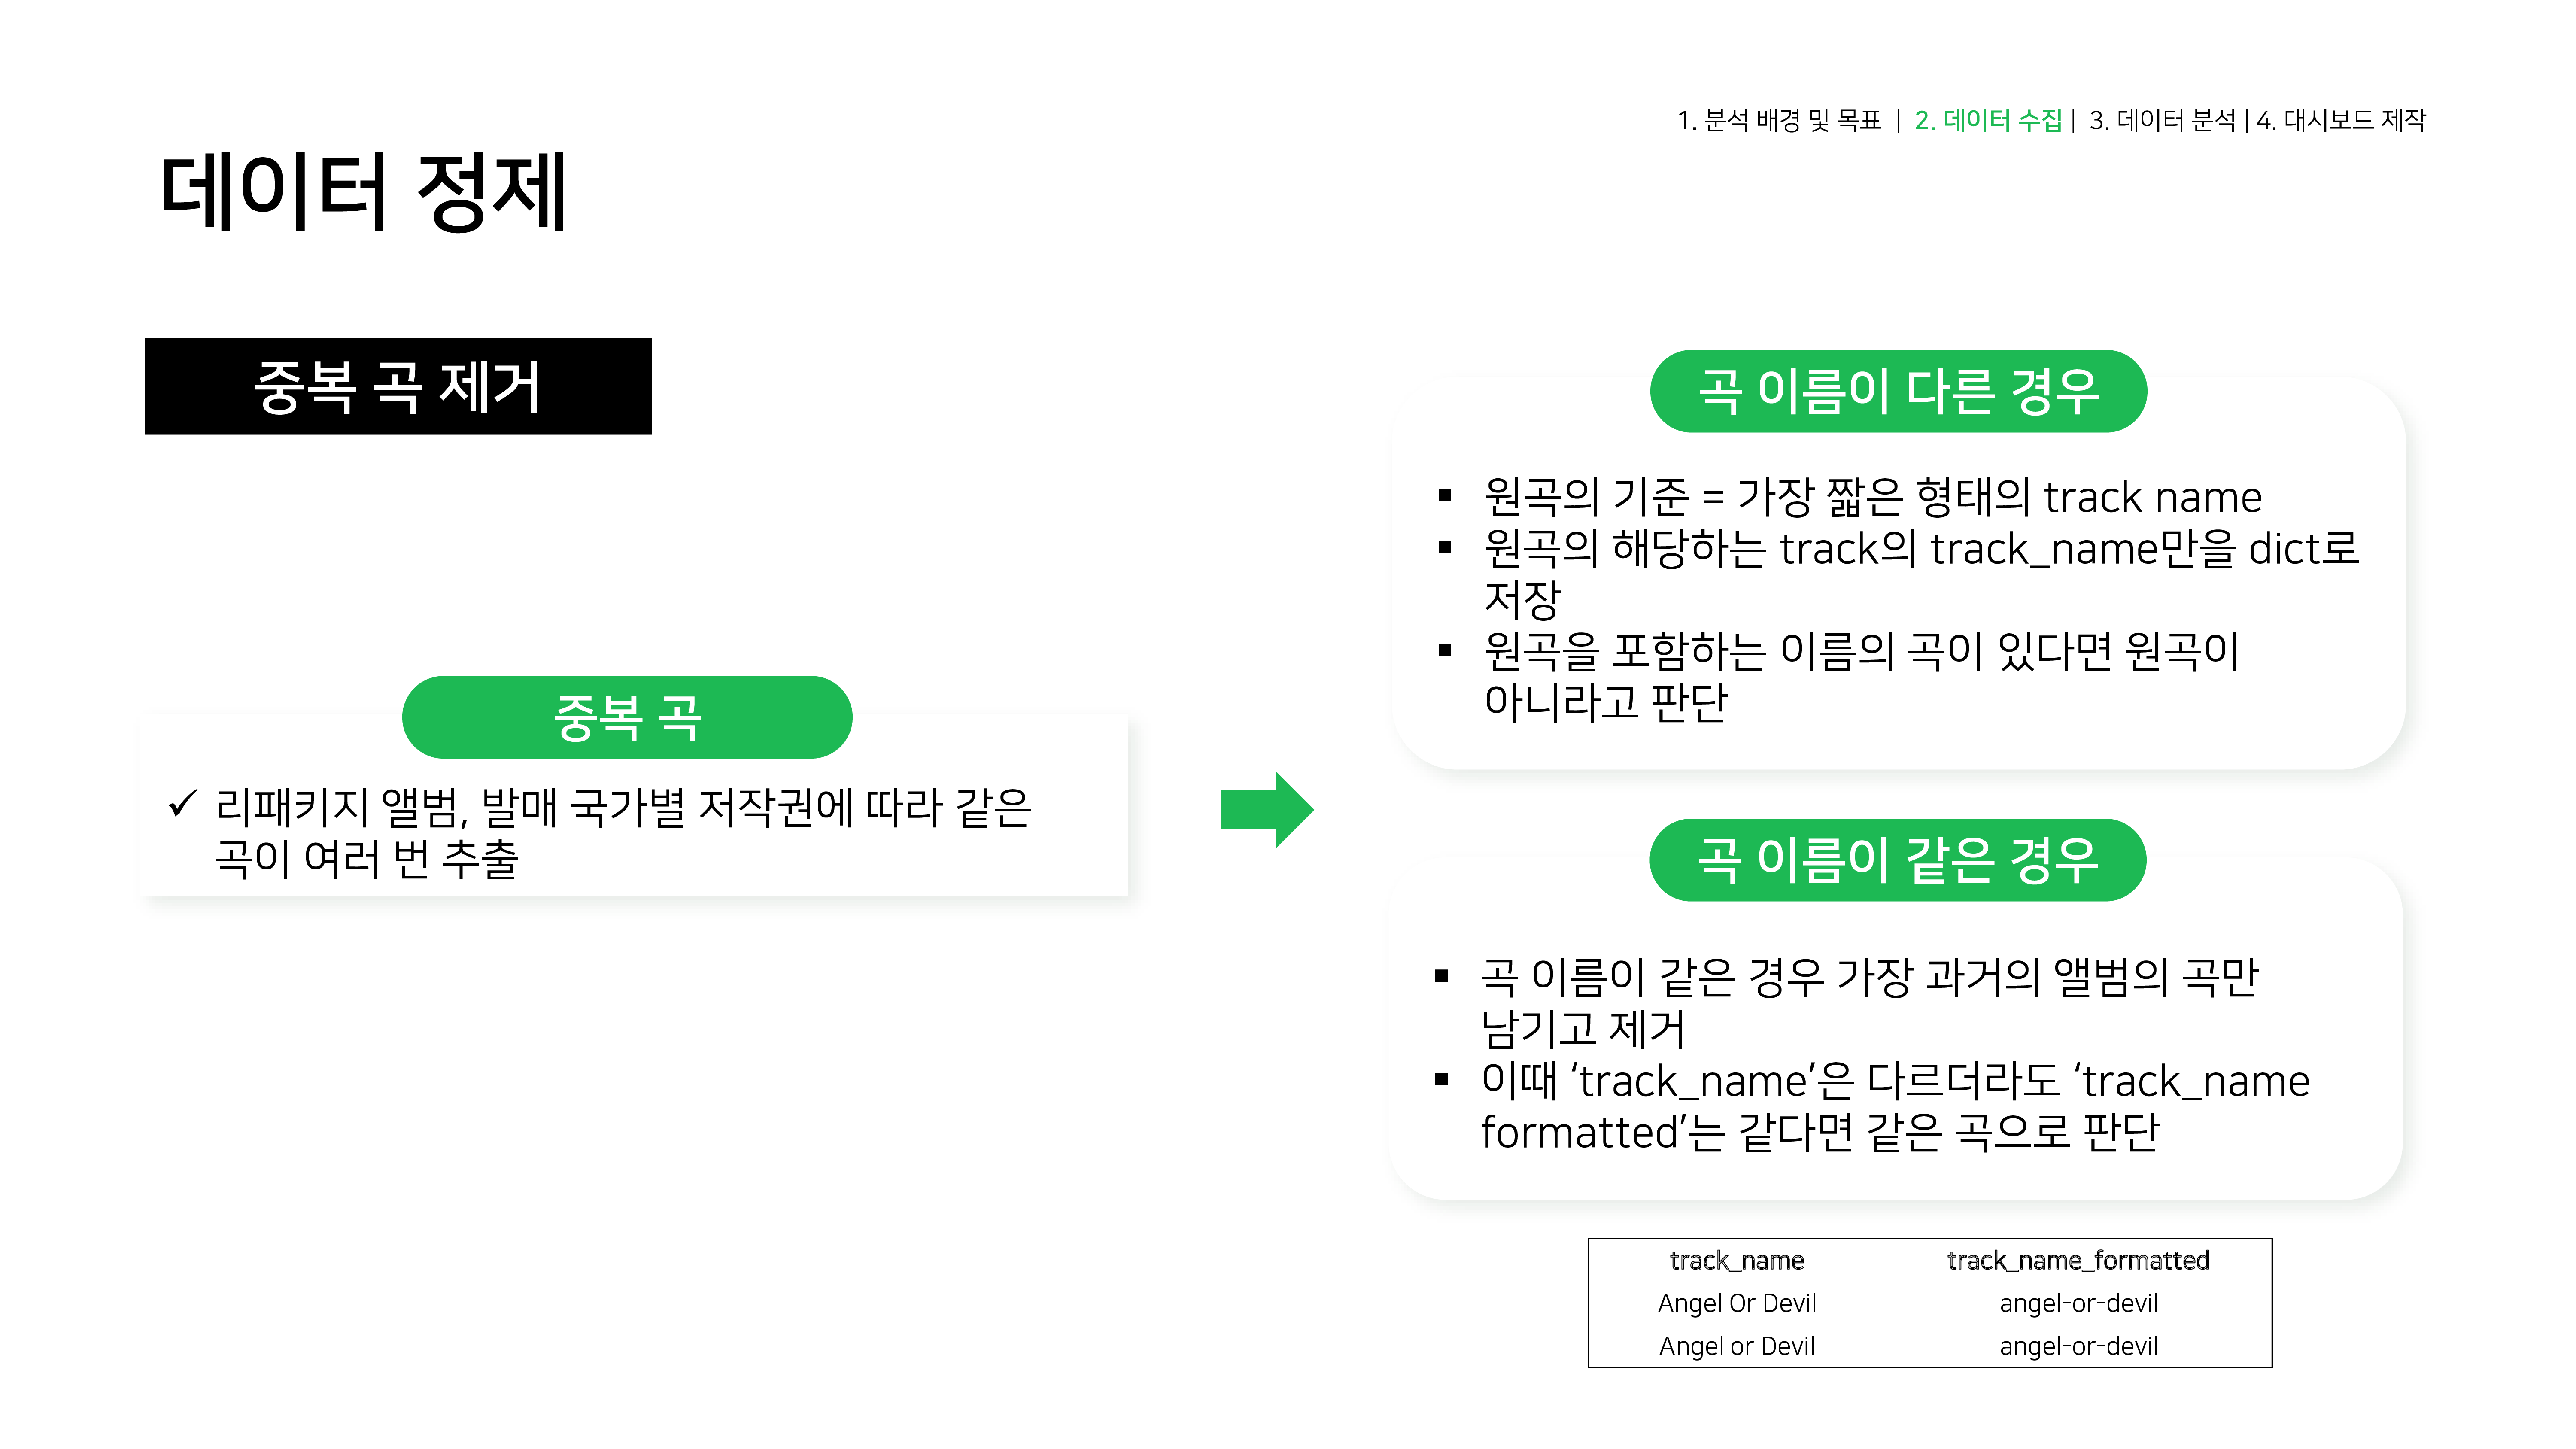 1. 분석 배경 및 목표 | 2. 데이터 수집 | 3. 데이터 분석 | 4. 대시보드 제작
데이터 정제
중복 곡 제거
중복 곡
리패키지 앨범, 발매 국가별 저작권에 따라 같은
곡이 여러 번 추출
곡 이름이 다른 경우
원곡의 기준 = 가장 짧은 형태의 track name
원곡의 해당하는 track의 track_name만을 dict로
저장
원곡을 포함하는 이름의 곡이 있다면 원곡이
아니라고 판단
곡 이름이 같은 경우
곡 이름이 같은 경우 가장 과거의 앨범의 곡만
남기고 제거
이때 ‘track_name’은 다르더라도 ‘track_name
formatted’는 같다면 같은 곡으로 판단
track_name track_name_formatted
Angel Or Devil angel-or-devil
Angel or Devil angel-or-devil